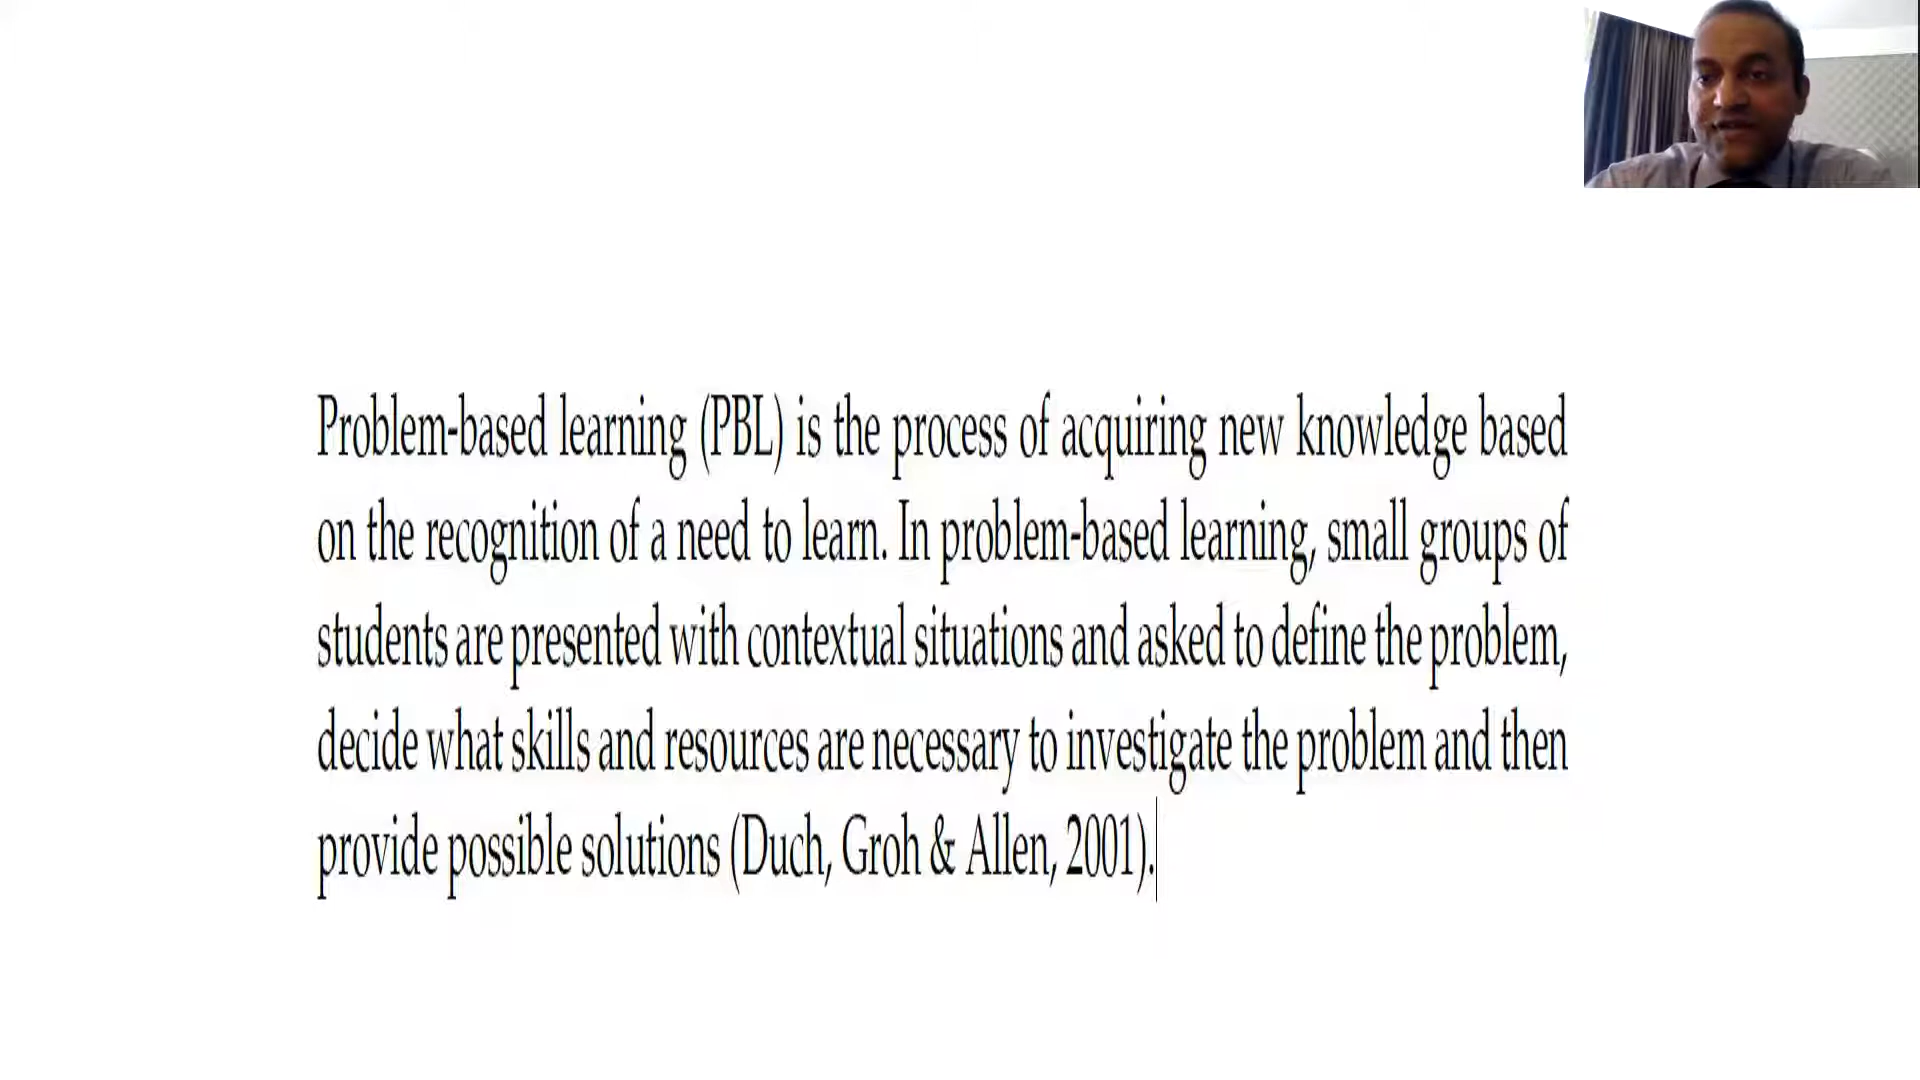 Problem-based learning (PBL) is the process of acquiring new knowledge based
on the recognition of a need to learn. In problem-based learning, small groups of
students are presented with contextual situations and asked to define the problem,
decide what skills and resources are necessary to investigate the problem and then
provide possible solutions (Duch, Groh & Allen, 2001).